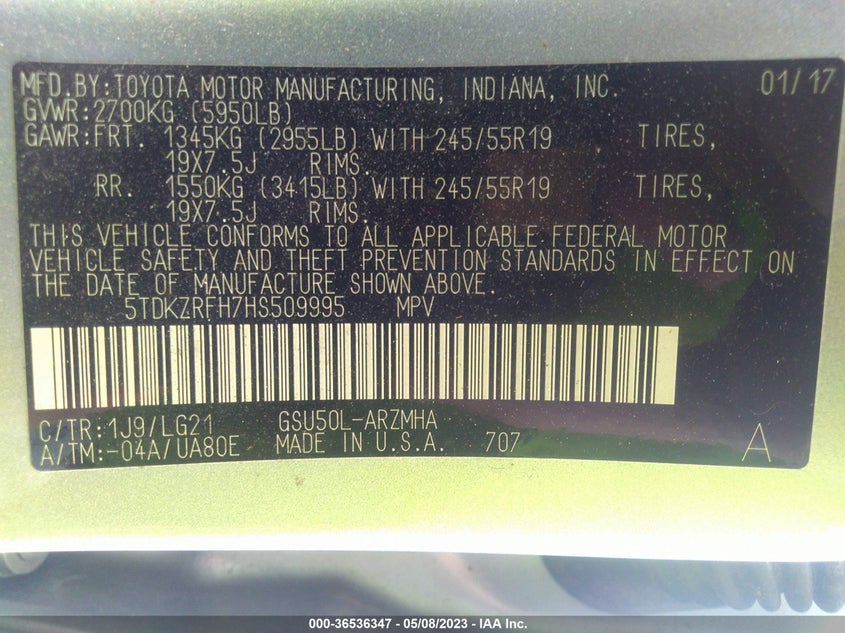 MFD.BY:TOYOTA MOTOR MANUFACTURING, INDIANA, INC. 01/17
GVWR:2700KG (5950LB)
GAWR:FRT. 1345KG (2955LB) WITH 245/55R19 TIRES,
19X7.5J RIMS.
RR. 1550KG (3415LB) WITH 245/55R19 TIRES,
19X7.5J RIMS.
THIS VEHICLE CONFORMS TO ALL APPLICABLE FEDERAL MOTOR
VEHICLE SAFETY AND THEFT PREVENTION STANDARDS IN EFFECT ON
THE DATE OF MANUFACTURE SHOWN ABOVE.
5TDKZRFH7HS509995 MPV
C/TR:1J9/LG21 GSU50L-ARZMHA
A/TM:-04A/UA80E MADE IN U.S.A. 707 A
000-36536347 - 05/08/2023 - IAA Inc.